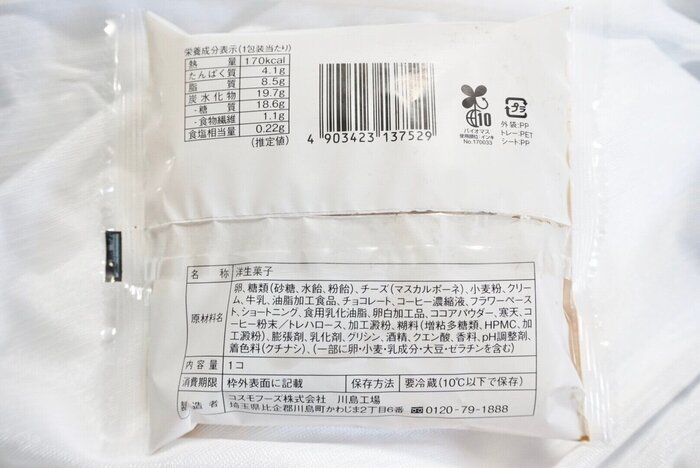 栄養成分表示(1包装当たり)
熱量 170kcal
たんぱく質 4.1g
脂質 8.5g
炭水化物 19.7g
-糖質 18.6g
-食物繊維 1.1g
食塩相当量 0.22g
(推定値)
4 903423 137529
10
バイオマス
使用部位:インキ
No.170033
プラ
外袋:PP
トレー:PET
シート:PP
名称 洋生菓子
原材料名 卵、糖類(砂糖、水飴、粉飴)、チーズ(マスカルポーネ)、小麦粉、クリー
ム、牛乳、油脂加工食品、チョコレート、コーヒー濃縮液、フラワーペース
ト、ショートニング、食用乳化油脂、卵白加工品、ココアパウダー、寒天、コ
ーヒー粉末/トレハロース、加工澱粉、糊料(増粘多糖類、HPMC、加
工澱粉)、膨張剤、乳化剤、グリシン、酒精、クエン酸、香料、pH調整剤、
着色料(クチナシ)、(一部に卵・小麦・乳成分・大豆・ゼラチンを含む)
内容量 1コ
消費期限 枠外表面に記載 保存方法 要冷蔵(10℃以下で保存)
製造者 コスモフーズ株式会社 川島工場
埼玉県比企郡川島町かわじま2丁目6番 0120-79-1888